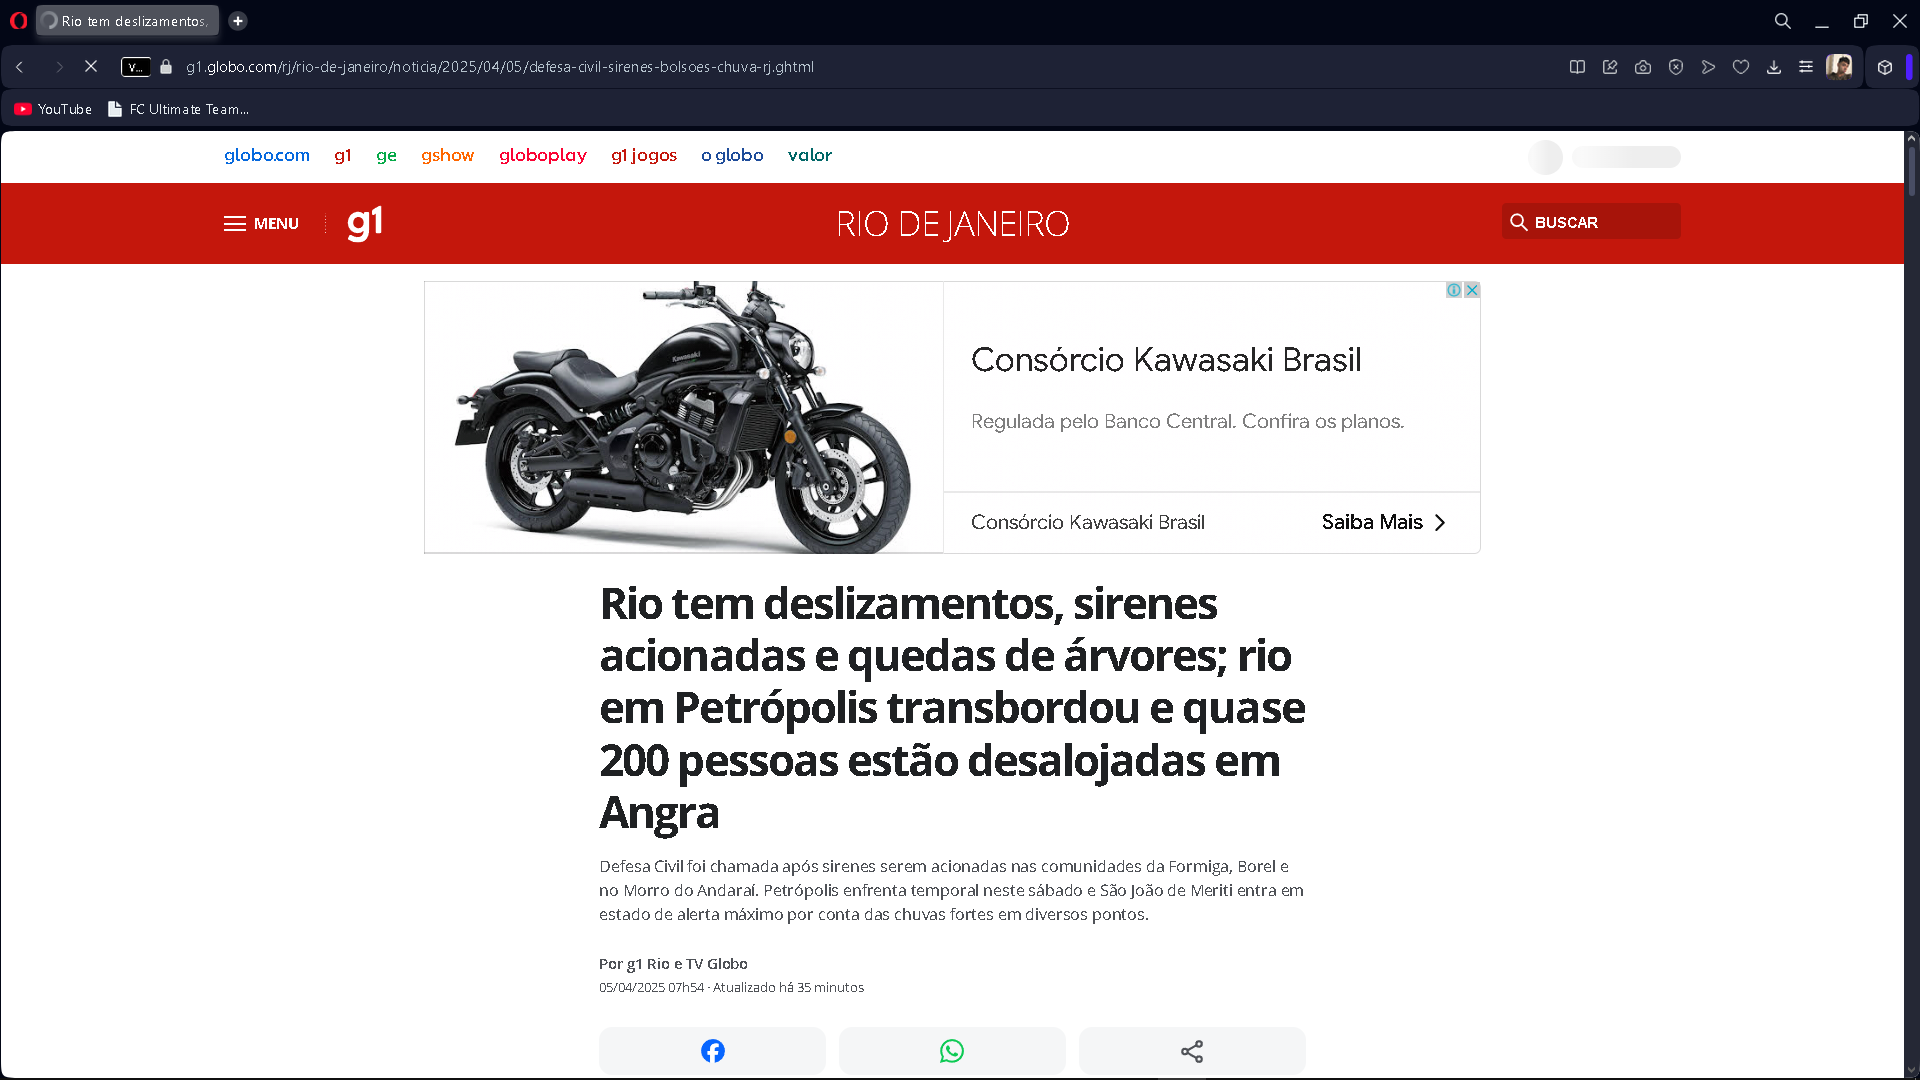 Rio tem deslizamentos,
V...
g1.globo.com/rj/rio-de-janeiro/noticia/2025/04/05/defesa-civil-sirenes-bolsoes-chuva-rj.ghtml
YouTube
FC Ultimate Team...
globo.com g1 ge gshow globoplay g1 jogos o globo valor
MENU g1 RIO DE JANEIRO BUSCAR
Kawasaki
Consórcio Kawasaki Brasil
Regulada pelo Banco Central. Confira os planos.
Consórcio Kawasaki Brasil Saiba Mais
Rio tem deslizamentos, sirenes
acionadas e quedas de árvores; rio
em Petrópolis transbordou e quase
200 pessoas estão desalojadas em
Angra
Defesa Civil foi chamada após sirenes serem acionadas nas comunidades da Formiga, Borel e
no Morro do Andaraí. Petrópolis enfrenta temporal neste sábado e São João de Meriti entra em
estado de alerta máximo por conta das chuvas fortes em diversos pontos.
Por g1 Rio e TV Globo
05/04/2025 07h54 · Atualizado há 35 minutos